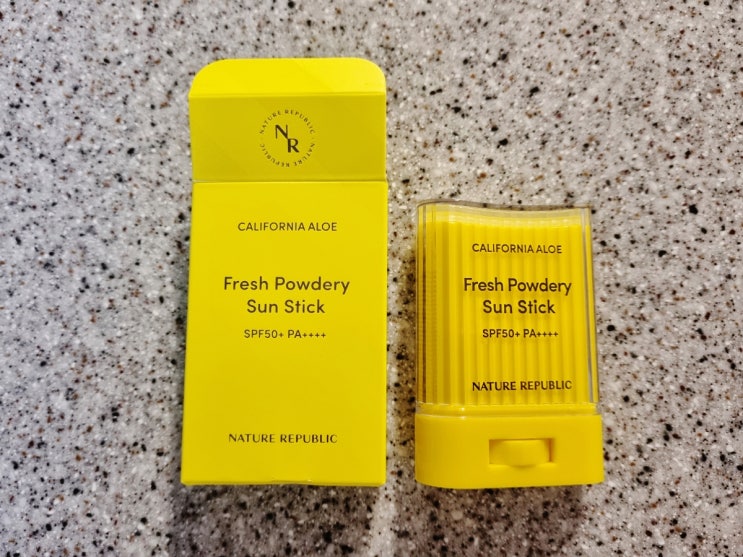 NATURE REPUBLIC · NATURE REPUBLIC ·
NR
CALIFORNIA ALOE
Fresh Powdery
Sun Stick
SPF50+ PA++++
NATURE REPUBLIC
CALIFORNIA ALOE
Fresh Powdery
Sun Stick
SPF50+ PA++++
NATURE REPUBLIC